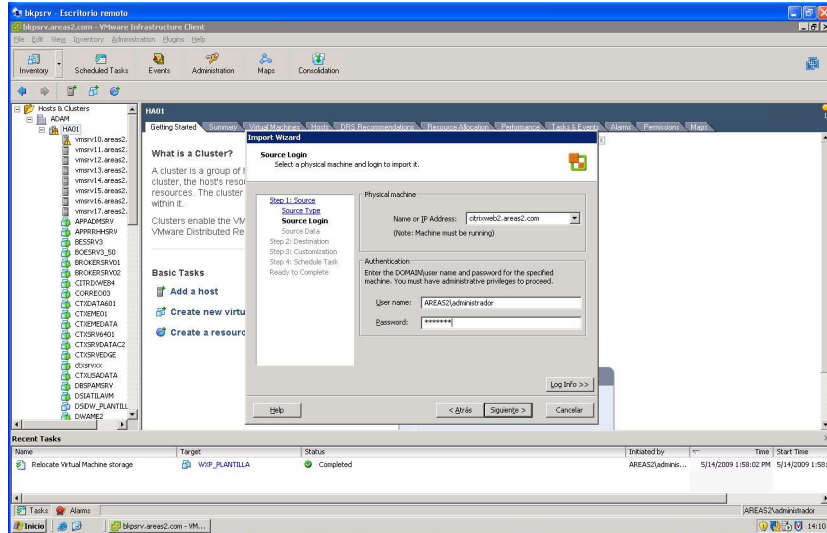 bkpsrv - Escritorio remoto
bkpsrv.areas2.com - VMware Infrastructure Client
File Edit View Inventory Administration Plugins Help
Inventory Scheduled Tasks Events Administration Maps Consolidation
Hosts & Clusters
ADAM
HA01
vmsrv10.areas2.
vmsrv11.areas2.
vmsrv12.areas2.
vmsrv13.areas2.
vmsrv14.areas2.
vmsrv15.areas2.
vmsrv16.areas2.
vmsrv17.areas2.
APPADMSRV
APPRRHHSRV
BESSRV3
BOESRV3_50
BROKERSRV01
BROKERSRV02
CITRIXWEB4
CORREO03
CTXDATA601
CTXEME01
CTXEMEDATA
CTXSRV6401
CTXSRVDATAC2
CTXSRVEDGE
ctxsrvxx
CTXUSADATA
DBSPAMSRV
DSIATILAVM
DSIDW_PLANTILL
DWAME2
HA01
Getting Started Summary Virtual Machines Hosts DRS Recommendations Resource Allocation Performance Tasks & Events Alarms Permissions Maps
What is a Cluster?
A cluster is a group of h
cluster, the host's resou
resources. The cluster
within it.
Clusters enable the VM
VMware Distributed Re
Basic Tasks
Add a host
Create new virtu
Create a resourc
Import Wizard
Source Login
Select a physical machine and login to import it.
Step 1: Source
Source Type
Source Login
Source Data
Step 2: Destination
Step 3: Customization
Step 4: Schedule Task
Ready to Complete
Physical machine
Name or IP Address: citrixweb2.areas2.com
(Note: Machine must be running)
Authentication
Enter the DOMAIN\user name and password for the specified
machine. You must have administrative privileges to proceed.
User name: AREAS2\administrador
Password: *******
Log Info >>
Help < Atrás Siguiente > Cancelar
Recent Tasks
Name Target Status Initiated by Time Start Time
Relocate Virtual Machine storage WXP_PLANTILLA Completed AREAS2\adminis... 5/14/2009 1:58:02 PM 5/14/2009 1:58:
Tasks Alarms AREAS2\administrador
Inicio bkpsrv.areas2.com - VM... 14:10